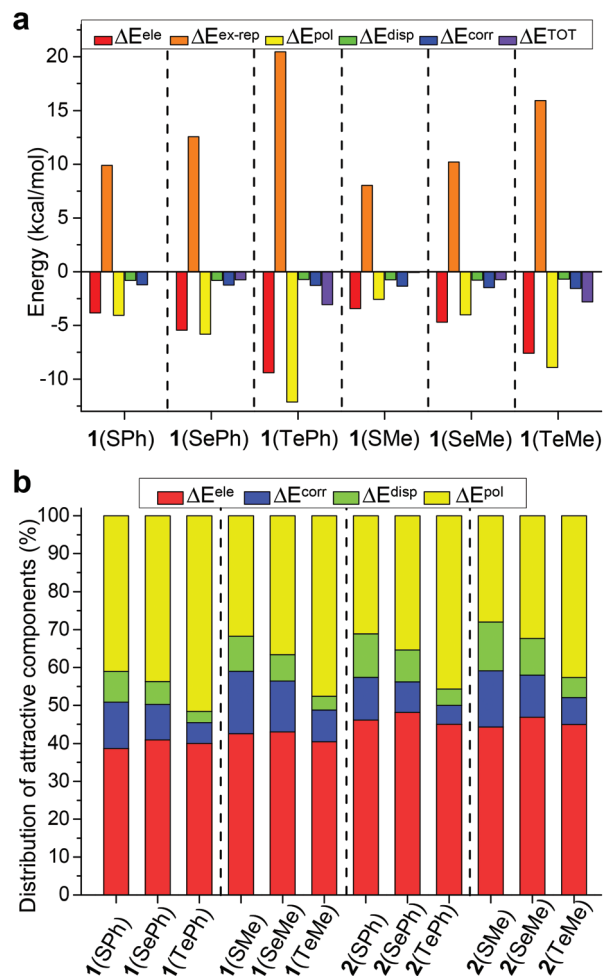 a
ΔEele ΔEex-rep ΔEpol ΔEdisp ΔEcorr ΔETOT
Energy (kcal/mol)
20
15
10
5
0
-5
-10
1(SPh) 1(SePh) 1(TePh) 1(SMe) 1(SeMe) 1(TeMe)
b
ΔEele ΔEcorr ΔEdisp ΔEpol
Distribution of attractive components (%)
100
90
80
70
60
50
40
30
20
10
0
1(SPh) 1(SePh) 1(TePh) 1(SMe) 1(SeMe) 1(TeMe) 2(SPh) 2(SePh) 2(TePh) 2(SMe) 2(SeMe) 2(TeMe)